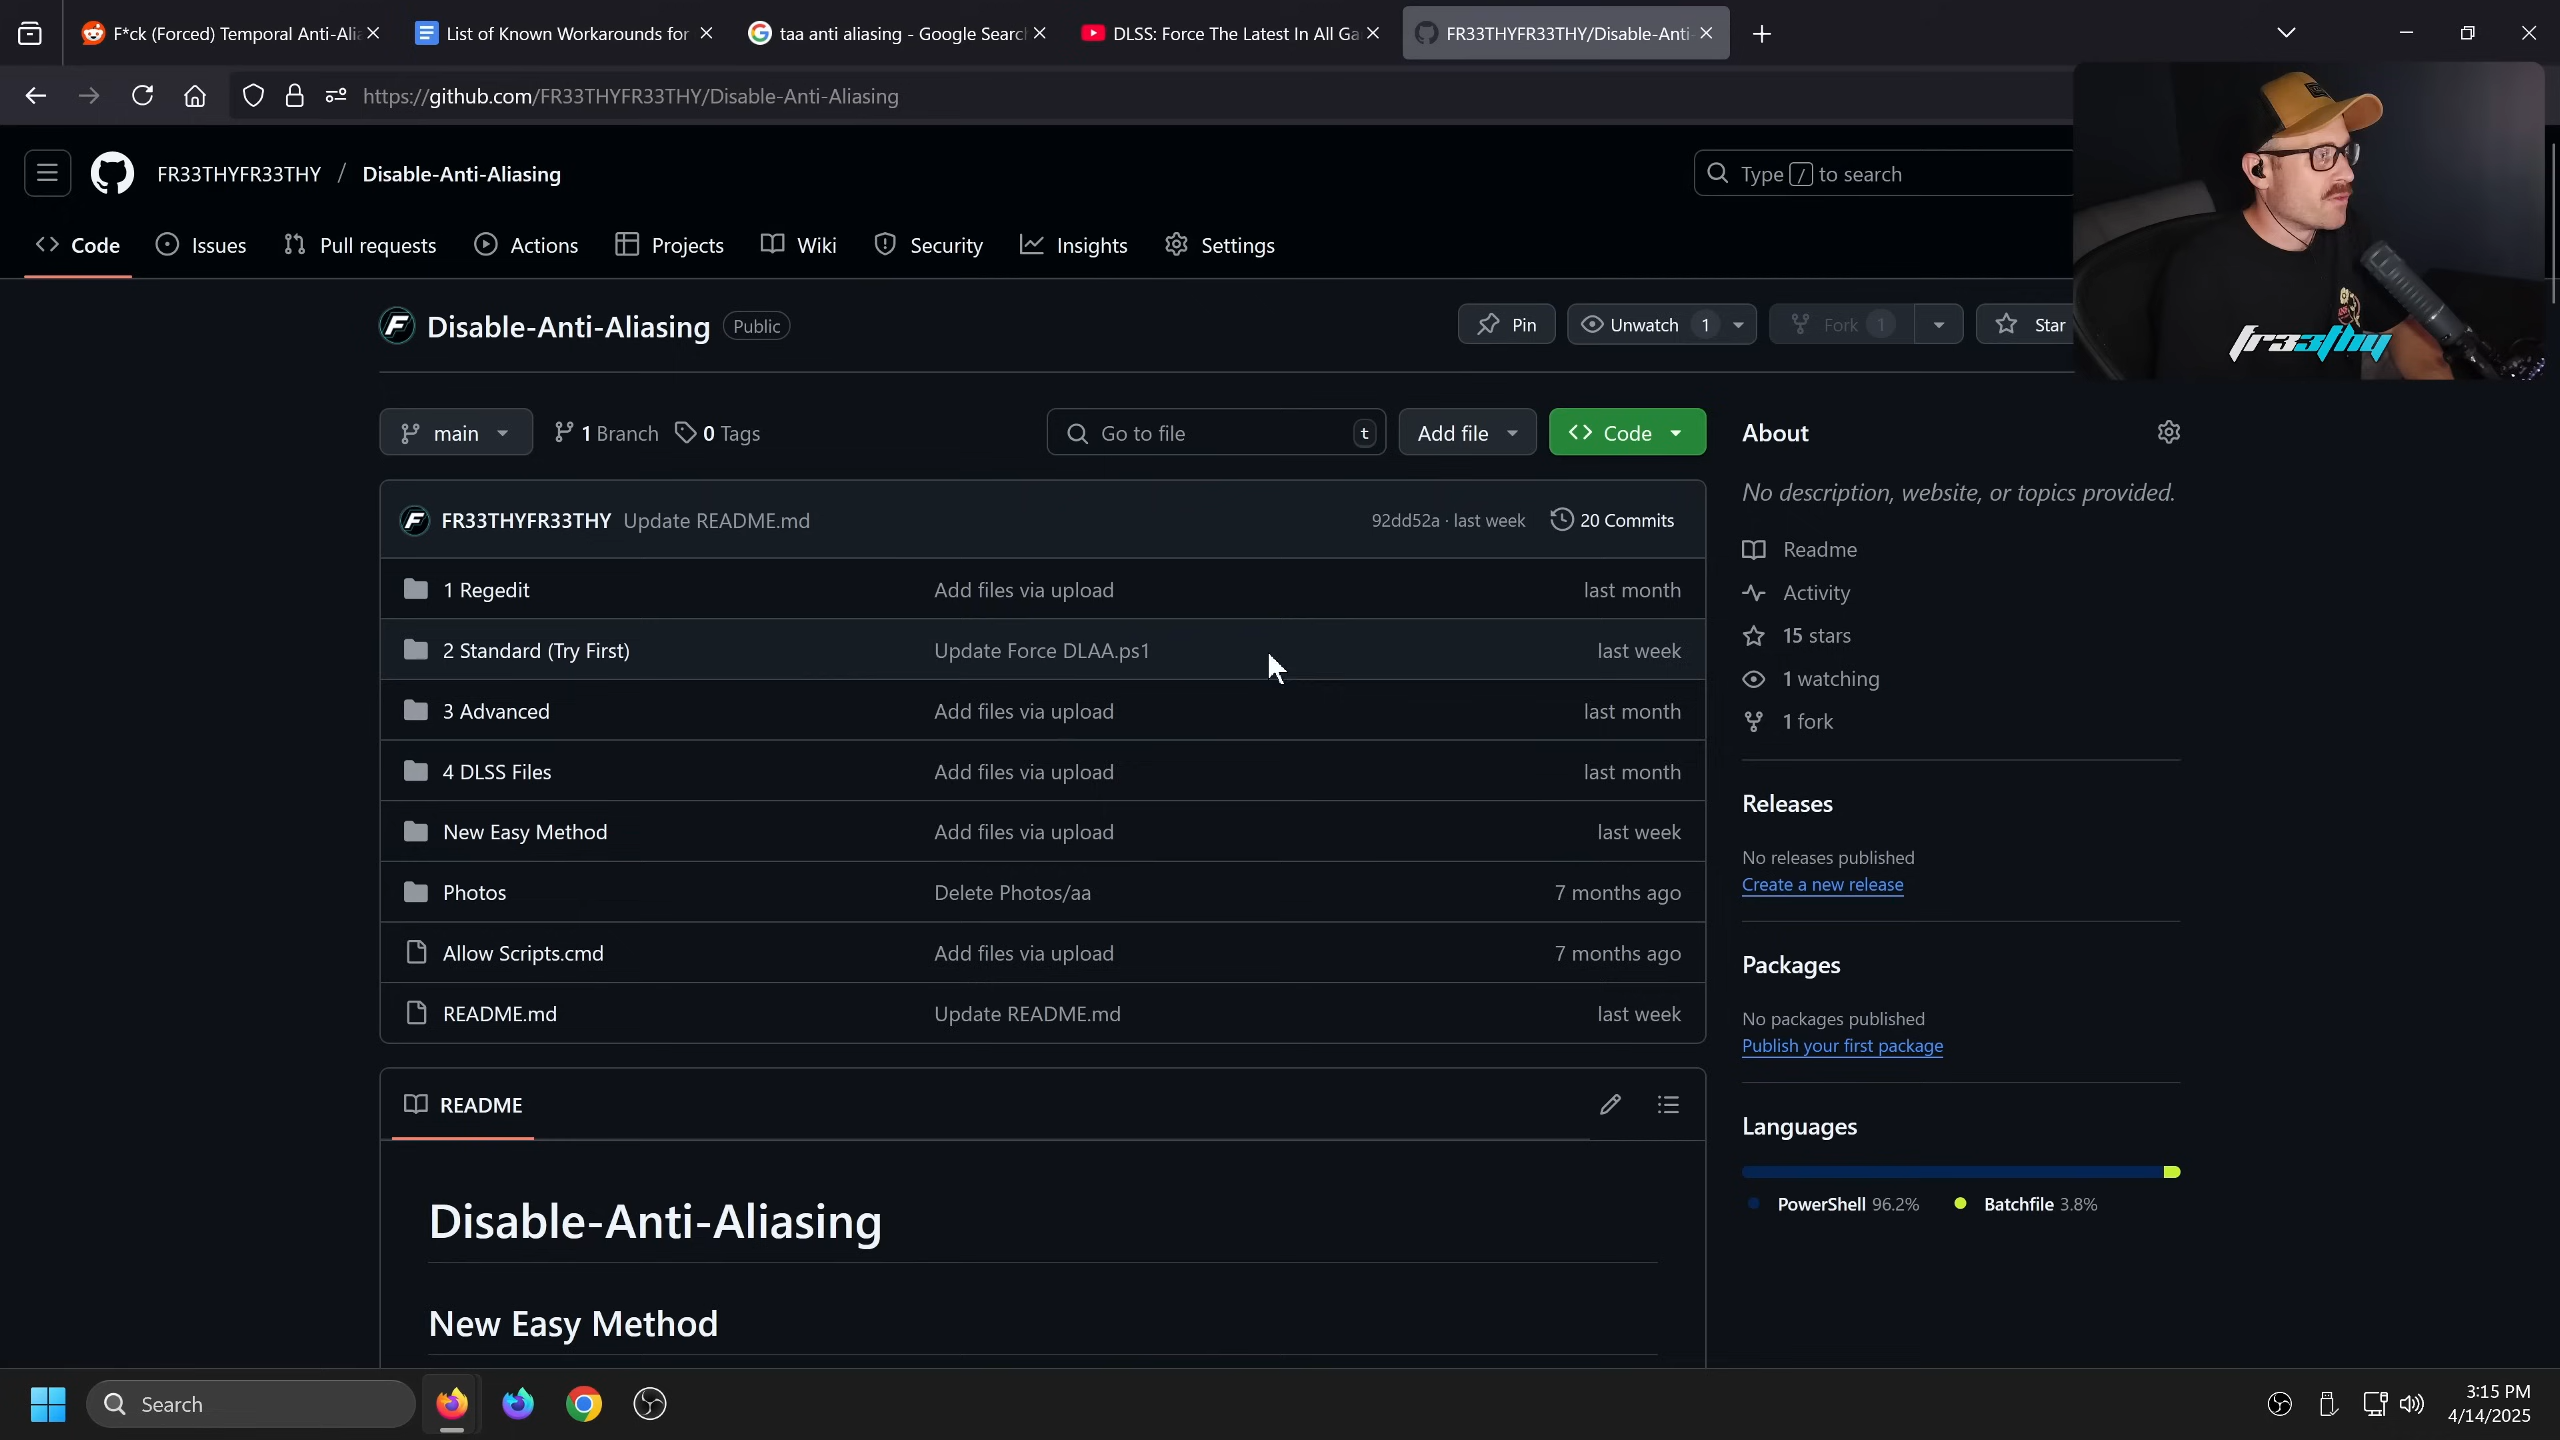 F*ck (Forced) Temporal Anti-Alia
List of Known Workarounds for
taa anti aliasing - Google Searc
DLSS: Force The Latest In All Ga
FR33THYFR33THY/Disable-Anti-
https://github.com/FR33THYFR33THY/Disable-Anti-Aliasing
FR33THYFR33THY / Disable-Anti-Aliasing
Type / to search
Code
Issues
Pull requests
Actions
Projects
Wiki
Security
Insights
Settings
Disable-Anti-Aliasing
Public
Pin
Unwatch 1
Fork 1
Star
fr33thy
main
1 Branch
0 Tags
Go to file
t
Add file
Code
FR33THYFR33THY Update README.md
92dd52a · last week
20 Commits
1 Regedit Add files via upload last month
2 Standard (Try First) Update Force DLAA.ps1 last week
3 Advanced Add files via upload last month
4 DLSS Files Add files via upload last month
New Easy Method Add files via upload last week
Photos Delete Photos/aa 7 months ago
Allow Scripts.cmd Add files via upload 7 months ago
README.md Update README.md last week
README
Disable-Anti-Aliasing
New Easy Method
About
No description, website, or topics provided.
Readme
Activity
15 stars
1 watching
1 fork
Releases
No releases published
Create a new release
Packages
No packages published
Publish your first package
Languages
PowerShell 96.2%
Batchfile 3.8%
Search
3:15 PM
4/14/2025